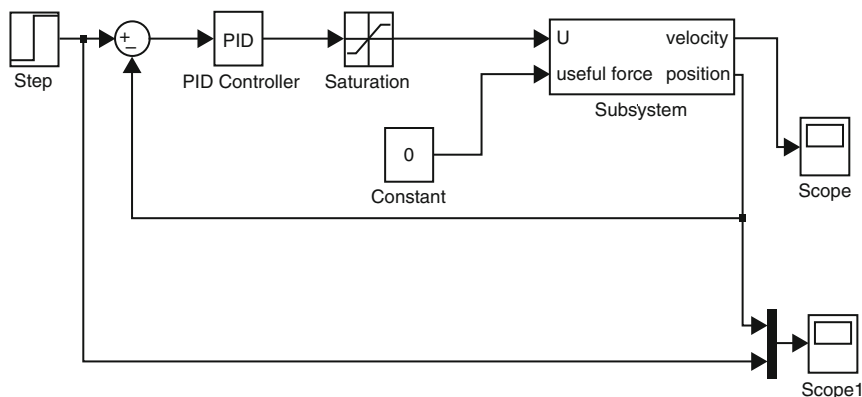 Step
+
−
PID
PID Controller
Saturation
U
useful force
velocity
position
Subsystem
0
Constant
Scope
Scope1